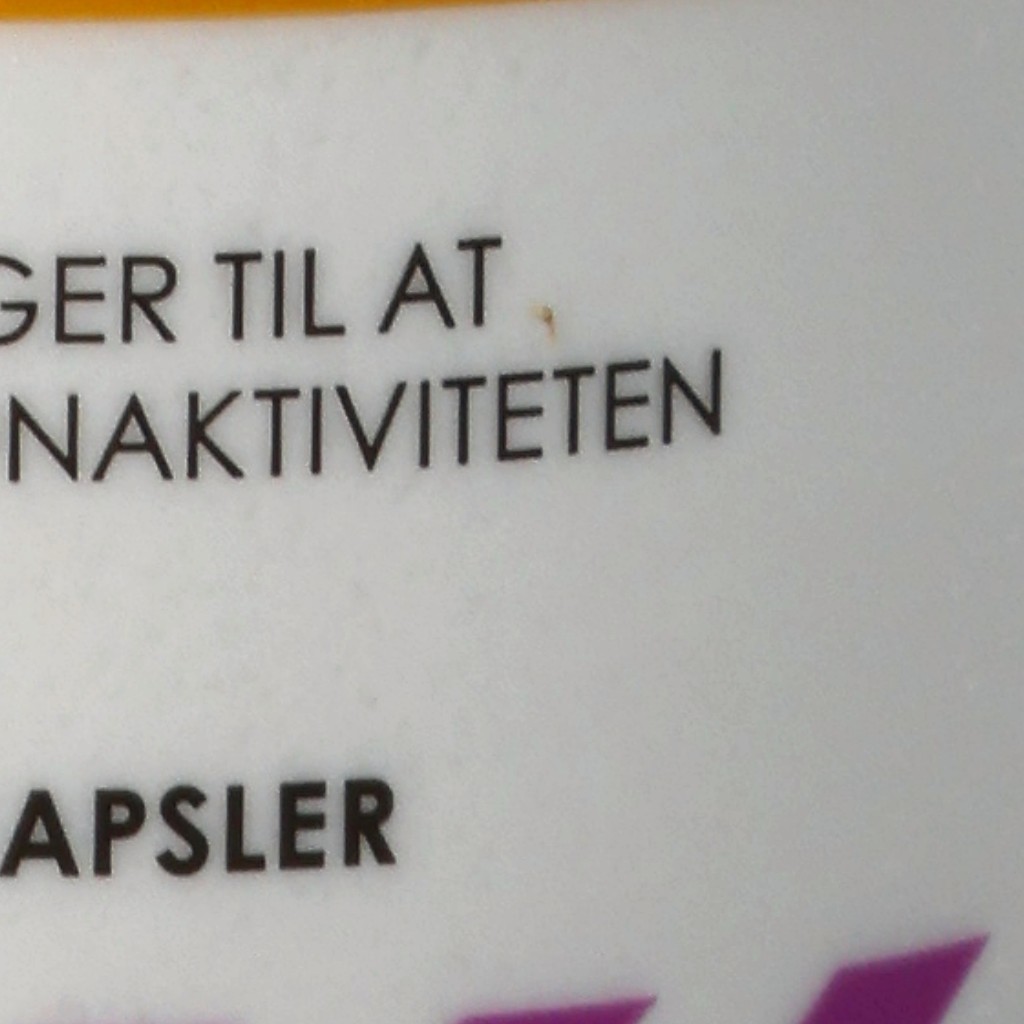 GER TIL AT
NAKTIVITETEN
APSLER